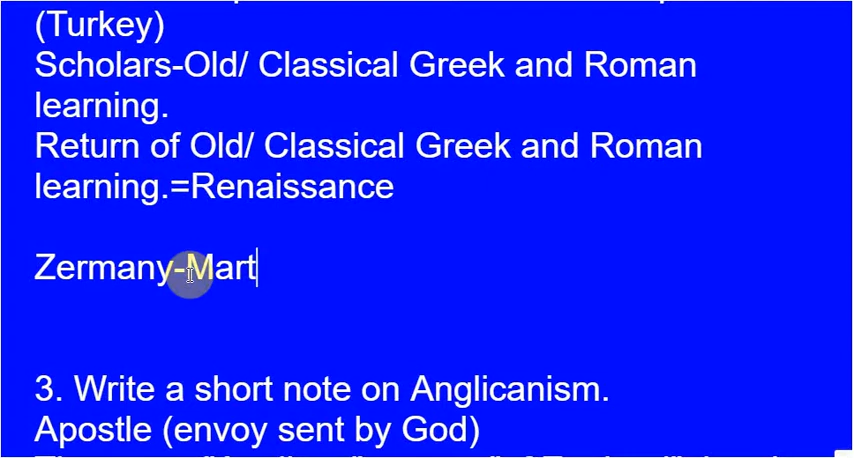 (Turkey)
Scholars-Old/ Classical Greek and Roman
learning.
Return of Old/ Classical Greek and Roman
learning.=Renaissance
Zermany-Mart
3. Write a short note on Anglicanism.
Apostle (envoy sent by God)